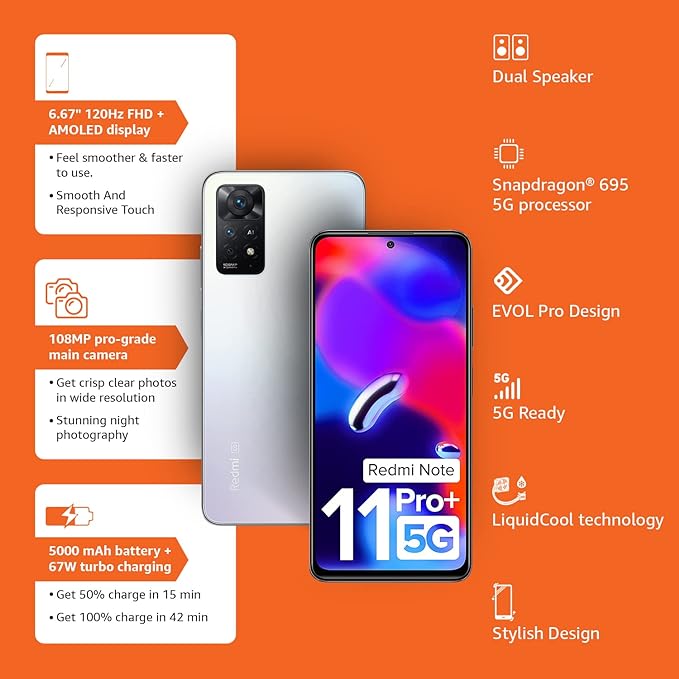 6.67" 120Hz FHD +
AMOLED display
• Feel smoother & faster
to use.
• Smooth And
Responsive Touch
108MP pro-grade
main camera
• Get crisp clear photos
in wide resolution
• Stunning night
photography
5000 mAh battery +
67W turbo charging
• Get 50% charge in 15 min
• Get 100% charge in 42 min
AI
108MP
Redmi
Redmi Note
11 Pro+
5G
Dual Speaker
Snapdragon® 695
5G processor
EVOL Pro Design
5G
5G Ready
LiquidCool technology
Stylish Design